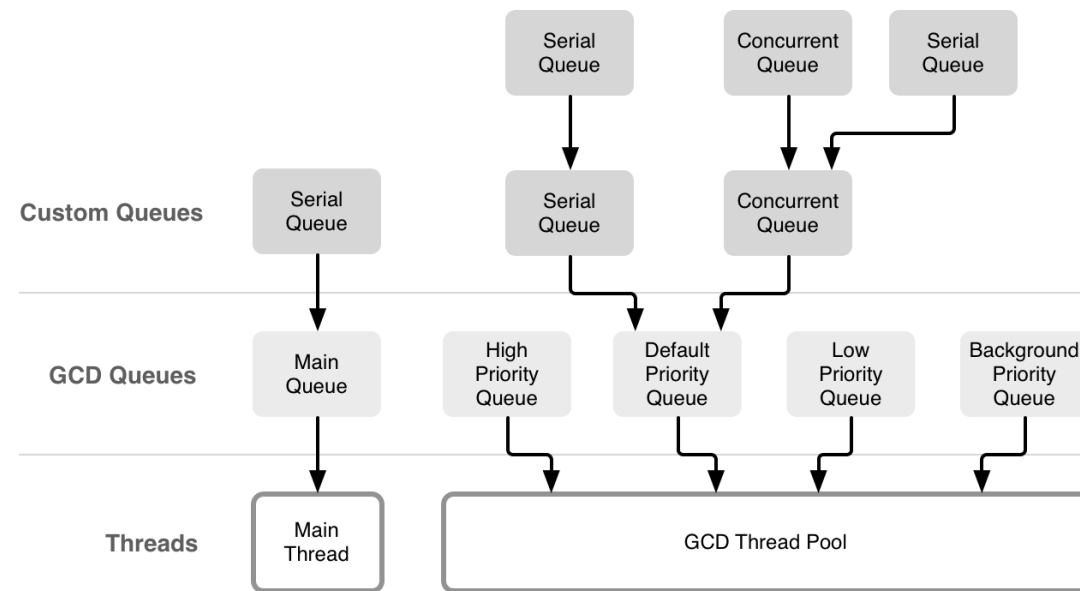 Serial
Queue
Concurrent
Queue
Serial
Queue
Custom Queues
Serial
Queue
Serial
Queue
Concurrent
Queue
GCD Queues
Main
Queue
High
Priority
Queue
Default
Priority
Queue
Low
Priority
Queue
Background
Priority
Queue
Threads
Main
Thread
GCD Thread Pool